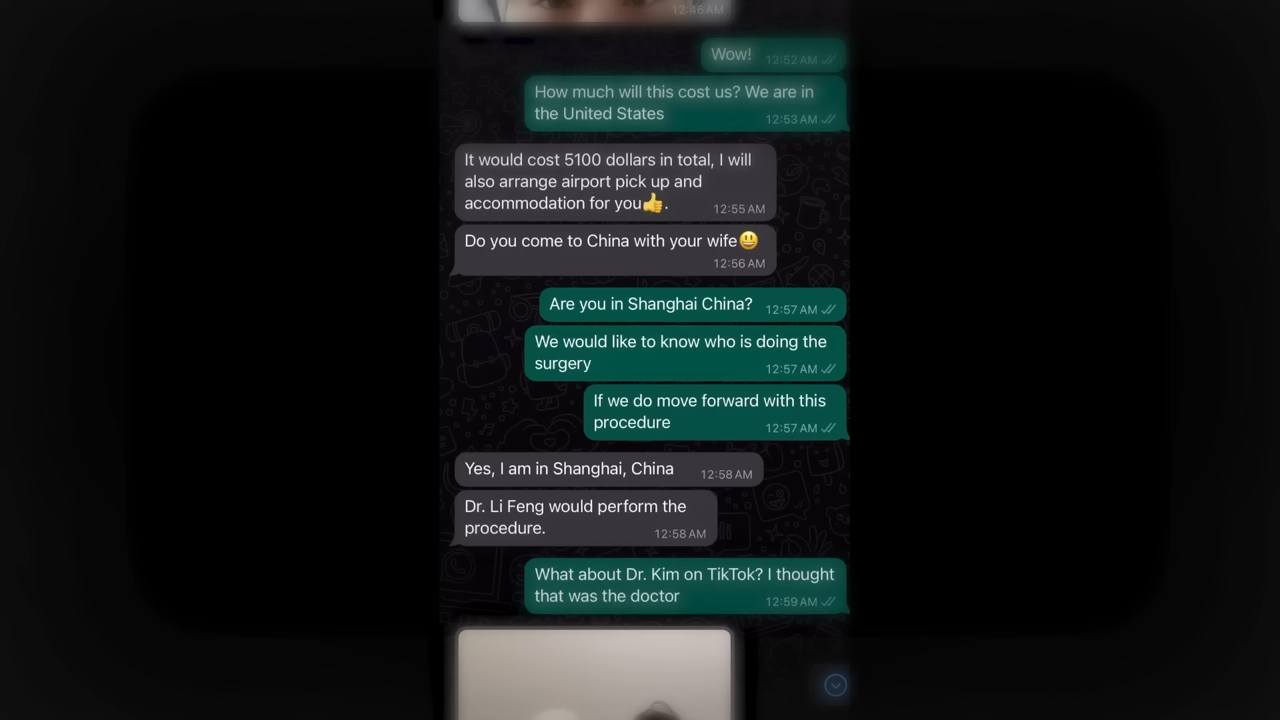 12:46 AM
Wow! 12:52 AM
How much will this cost us? We are in
the United States 12:53 AM
It would cost 5100 dollars in total, I will
also arrange airport pick up and
accommodation for you👍. 12:55 AM
Do you come to China with your wife😃
12:56 AM
Are you in Shanghai China? 12:57 AM
We would like to know who is doing the
surgery 12:57 AM
If we do move forward with this
procedure 12:57 AM
Yes, I am in Shanghai, China 12:58 AM
Dr. Li Feng would perform the
procedure. 12:58 AM
What about Dr. Kim on TikTok? I thought
that was the doctor 12:59 AM